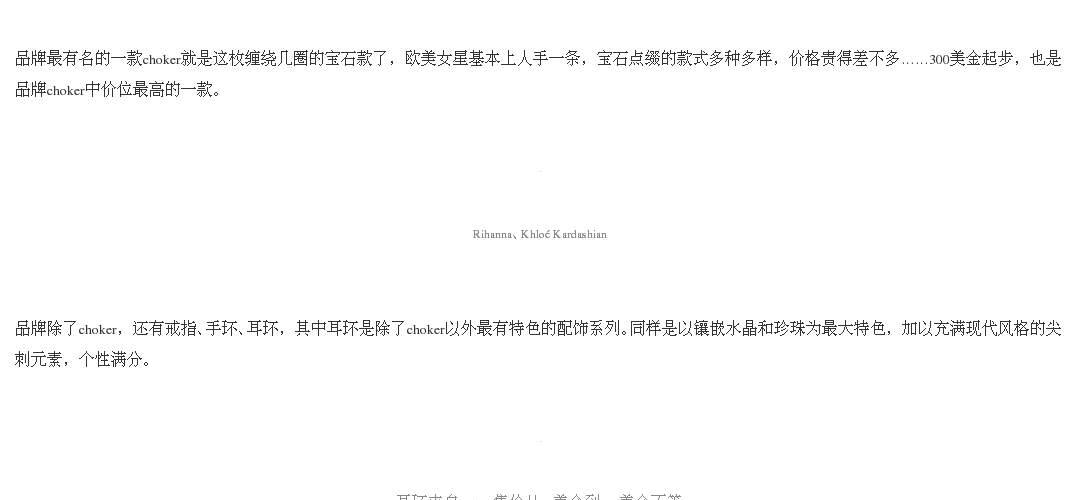 品牌最有名的一款choker就是这枚缠绕几圈的宝石款了，欧美女星基本上人手一条，宝石点缀的款式多种多样，价格贵得差不多……300美金起步，也是
品牌choker中价位最高的一款。
Rihanna、Khloé Kardashian
品牌除了choker，还有戒指、手环、耳环，其中耳环是除了choker以外最有特色的配饰系列。同样是以镶嵌水晶和珍珠为最大特色，加以充满现代风格的尖
刺元素，个性满分。